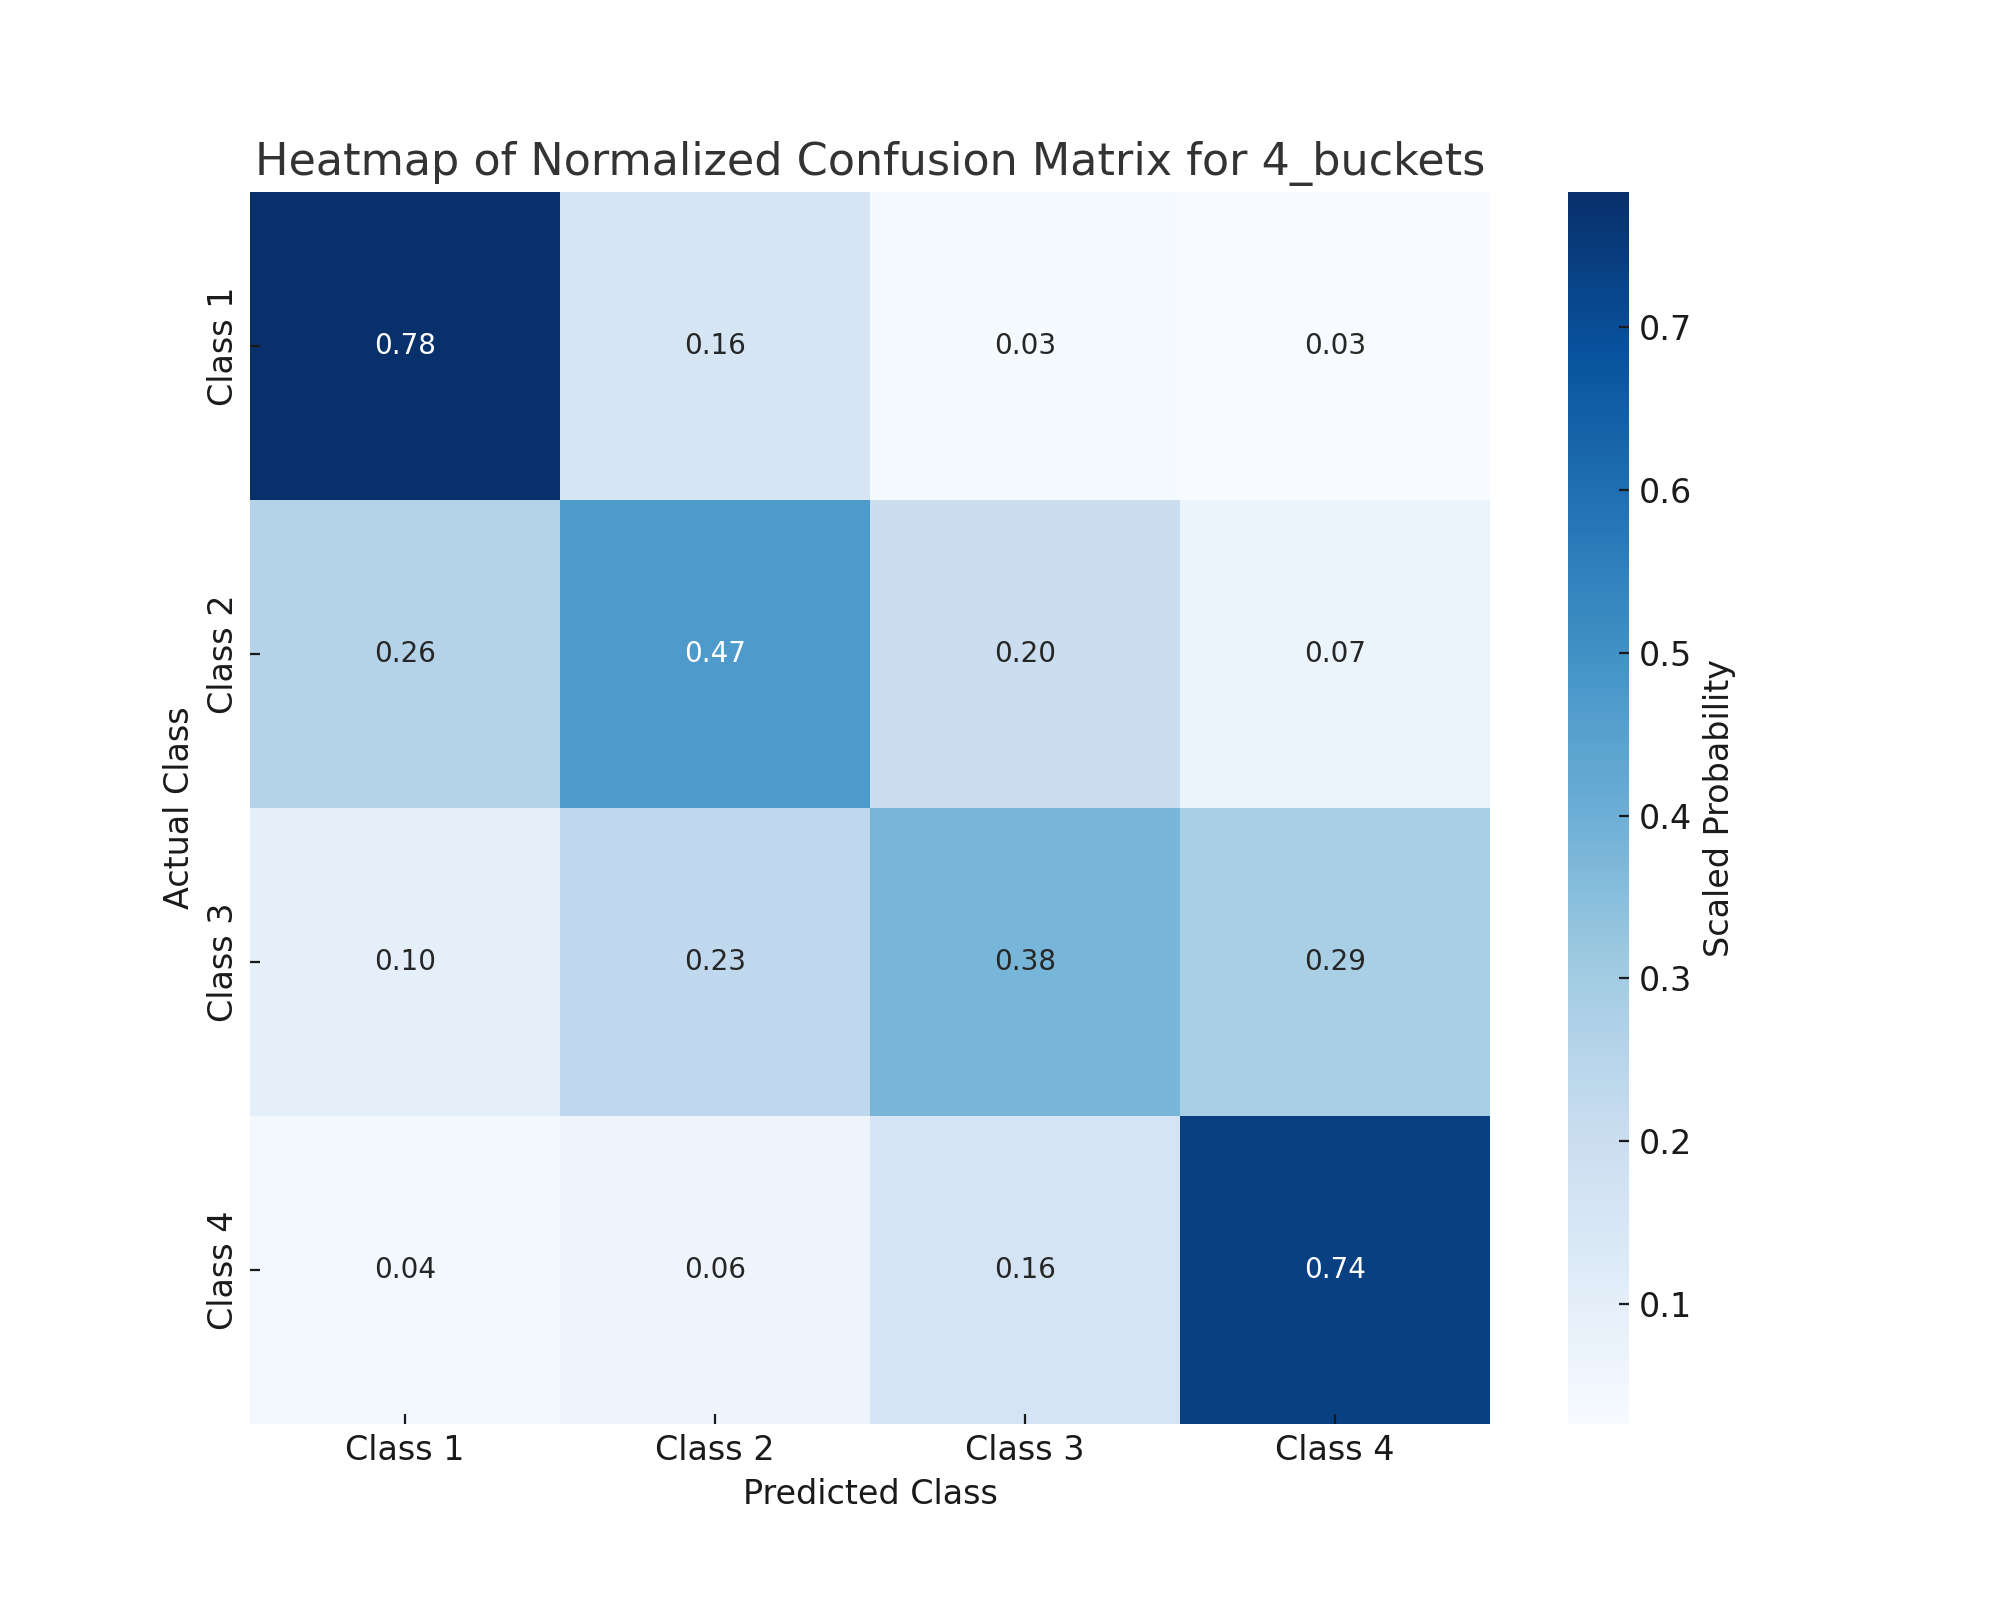 Heatmap of Normalized Confusion Matrix for 4_buckets
Actual Class
Class 1
0.78 0.16 0.03 0.03
Class 2
0.26 0.47 0.20 0.07
Class 3
0.10 0.23 0.38 0.29
Class 4
0.04 0.06 0.16 0.74
Class 1 Class 2 Class 3 Class 4
Predicted Class
0.7
0.6
0.5
0.4
0.3
0.2
0.1
Scaled Probability